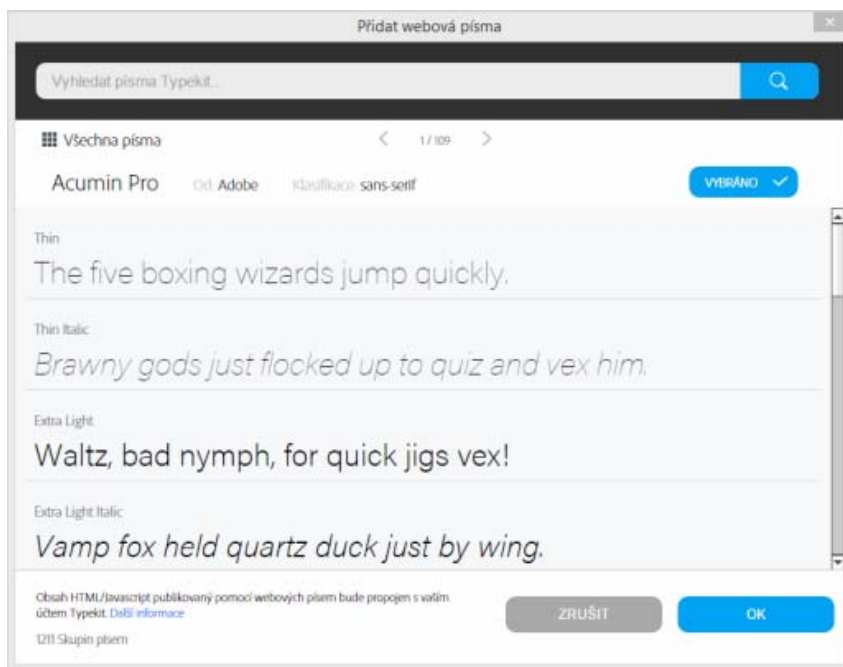 Přidat webová písma
Vyhledat písma Typekit...
Všechna písma
1 / 109
Acumin Pro Od Adobe Klasifikace sans-serif
VYBRÁNO
Thin
The five boxing wizards jump quickly.
Thin Italic
Brawny gods just flocked up to quiz and vex him.
Extra Light
Waltz, bad nymph, for quick jigs vex!
Extra Light Italic
Vamp fox held quartz duck just by wing.
Obsah HTML/Javascript publikovaný pomocí webových písem bude propojen s vaším
účtem Typekit. Další informace
ZRUŠIT
OK
1211 Skupin písem